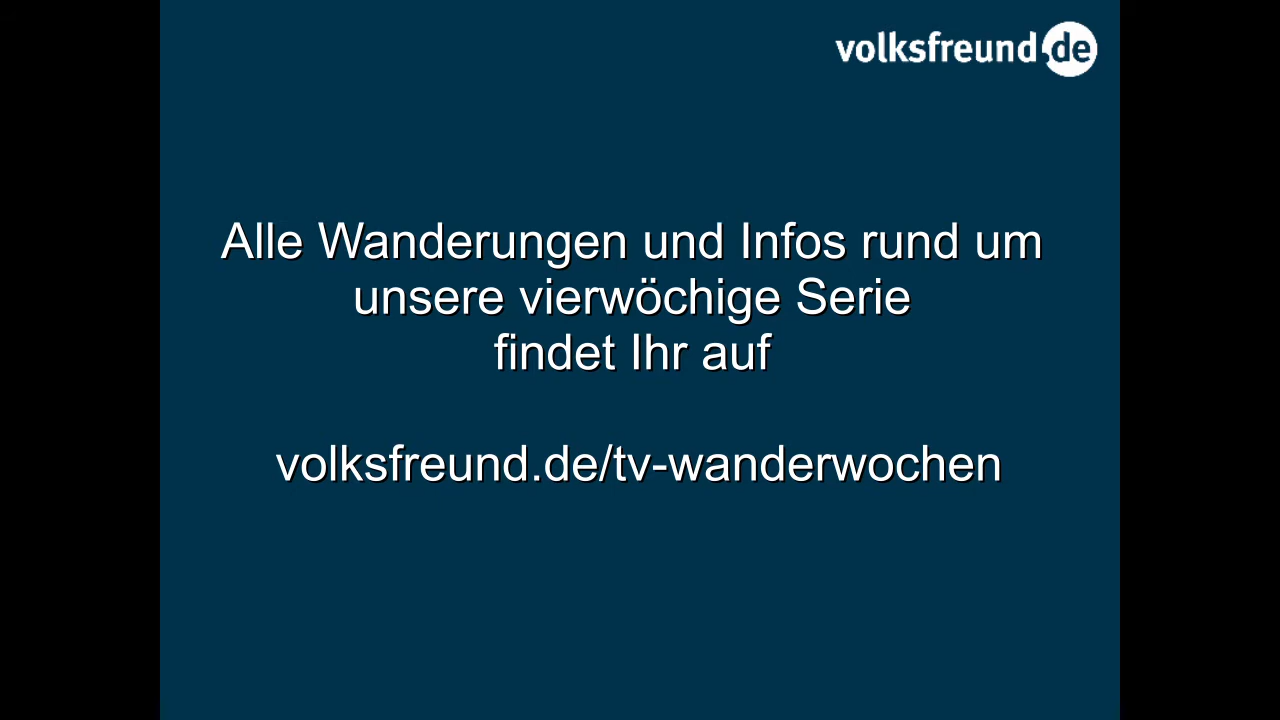 volksfreund.de
Alle Wanderungen und Infos rund um
unsere vierwöchige Serie
findet Ihr auf
volksfreund.de/tv-wanderwochen